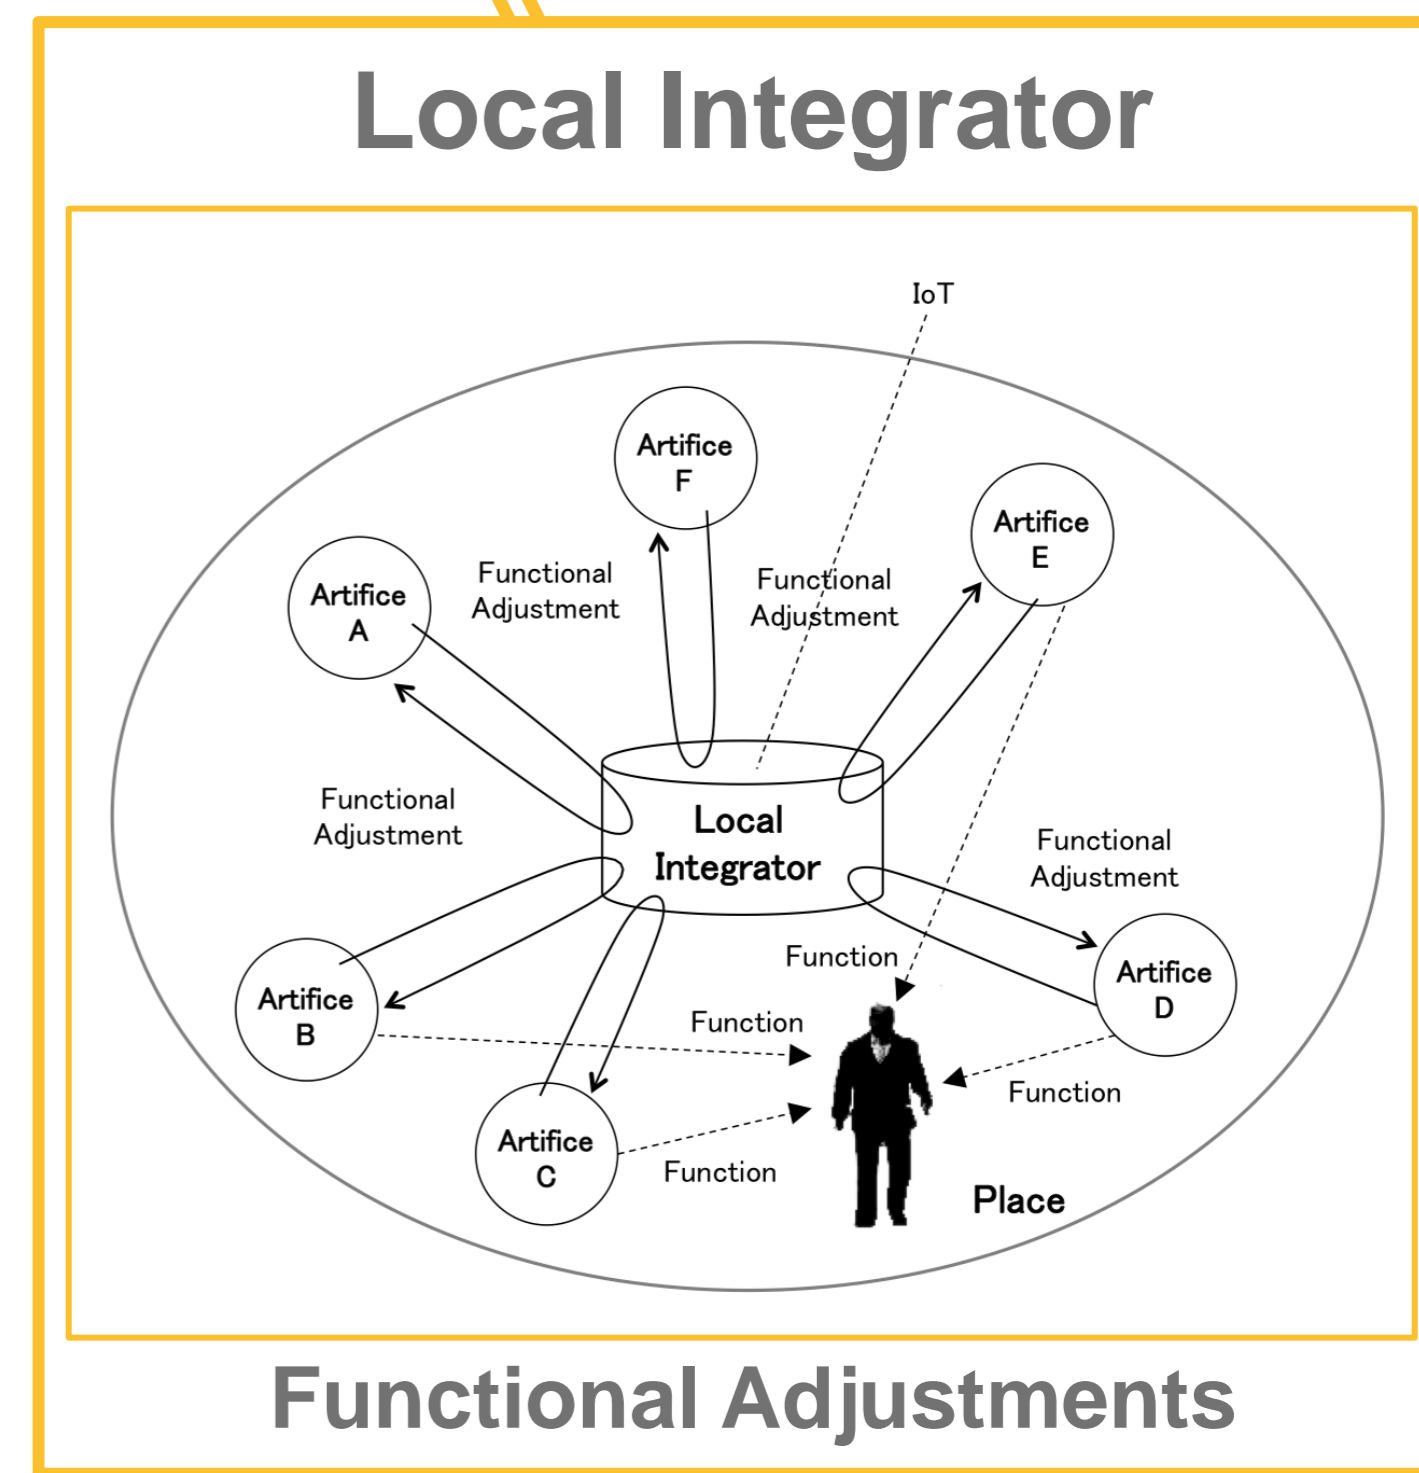 Local Integrator
IoT
Artifice
F
Artifice
E
Artifice
A
Functional
Adjustment
Functional
Adjustment
Functional
Adjustment
Local
Integrator
Functional
Adjustment
Artifice
B
Function
Function
Artifice
D
Function
Artifice
C
Function
Place
Functional Adjustments